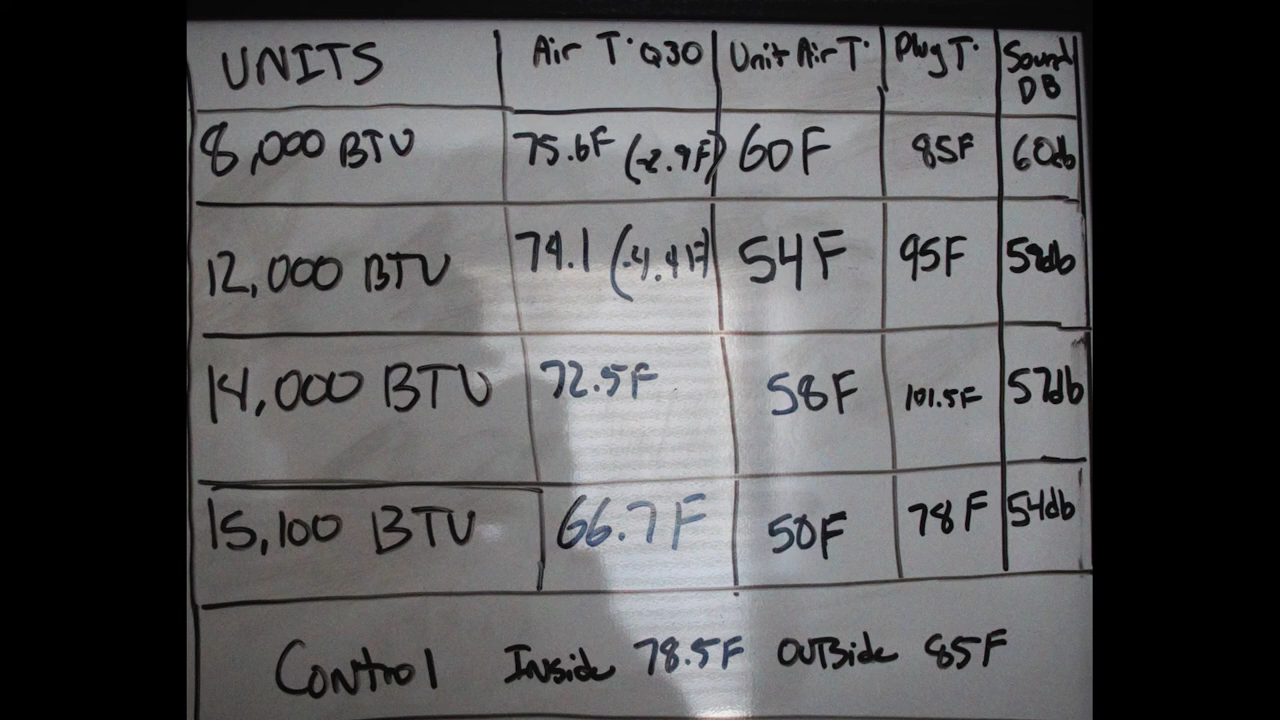 UNITS Air T. Q30 Unit Air T. Plug T. Sound DB
8,000 BTU 75.6F (-2.9F) 60F 85F 60db
12,000 BTU 74.1 (-4.4F) 54F 95F
14,000 BTU 72.5F 58F 101.5F 57db
15,100 BTU 66.7F 50F 78F 54db
Control Inside 78.5F Outside 85F